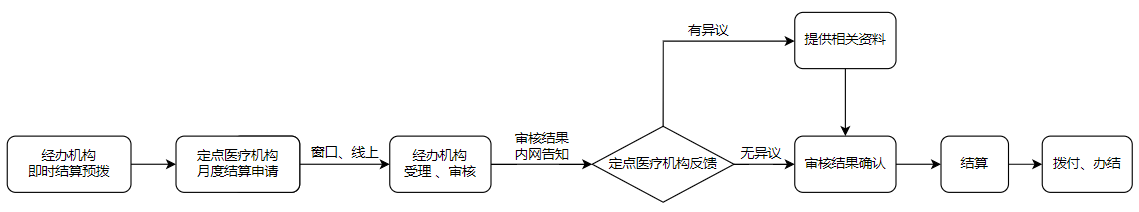 经办机构
即时结算预拨
定点医疗机构
月度结算申请
窗口、线上
经办机构
受理 、审核
审核结果
内网告知
定点医疗机构反馈
有异议
提供相关资料
无异议
审核结果确认
结算
拨付、办结